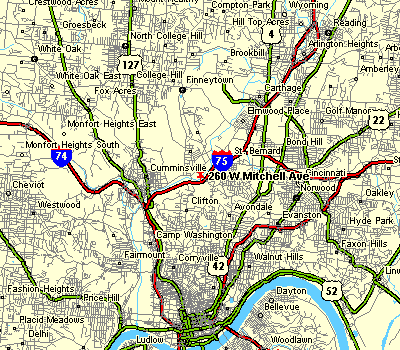 Crestwood Acres
Mount Healthy
Compton Park
Wyoming
Groesbeck
Hill Top Acres
Reading
4
North College Hill
Arlington Heights
White Oak
Brookbill
127
Amberley
White Oak East
College Hill
Finneytown
Carthage
Fox Acres
Elmwood Place
Golf Manor
22
Monfort Heights East
Monfort Heights South
St. Bernard
Bond Hill
74
75
Cumminsville
260 W Mitchell Ave
Cincinnati
Cheviot
Norwood
Oakley
Westwood
Clifton
Avondale
Evanston
Hyde Park
Camp Washington
Faxon Hills
Fairmount
Corryville
42
Walnut Hills
Fashion Heights
Dayton
52
Price Hill
Bellevue
Placid Meadows
Delhi
Ludlow
Woodlawn